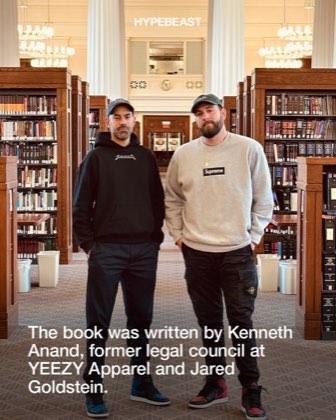 HYPEBEAST
Supreme
The book was written by Kenneth
Anand, former legal council at
YEEZY Apparel and Jared
Goldstein.